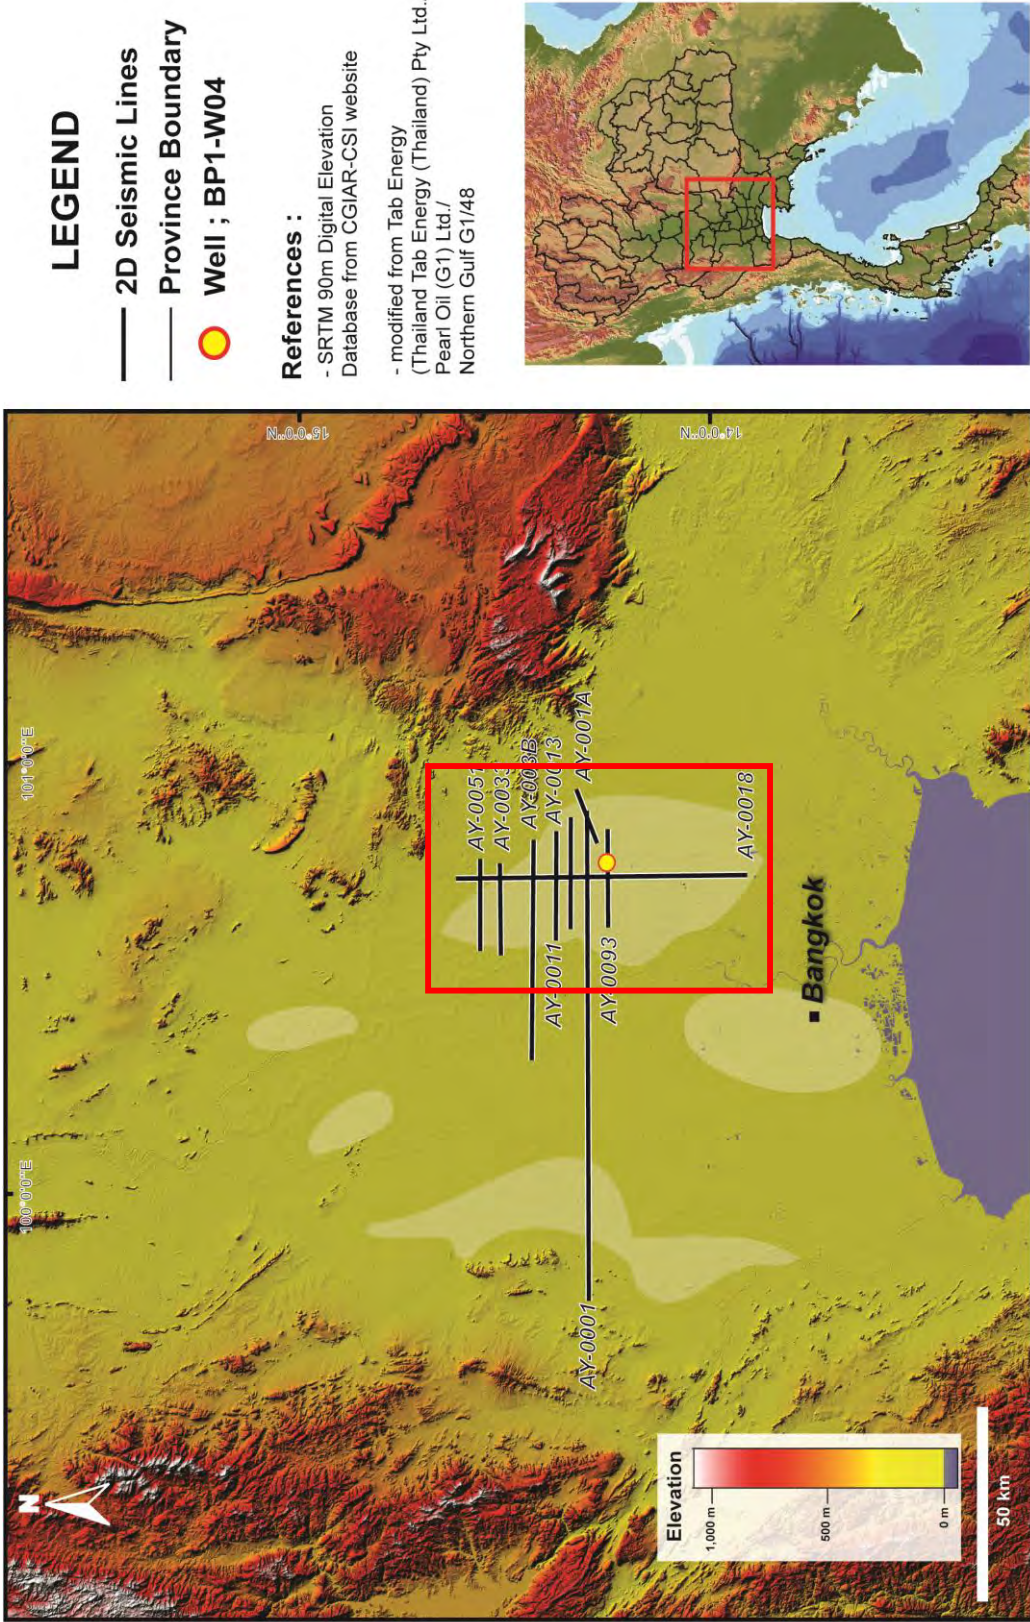 LEGEND
2D Seismic Lines
Province Boundary
Well ; BP1-W04
References :
- SRTM 90m Digital Elevation
Database from CGIAR-CSI website
- modified from Tab Energy
(Thailand Tab Energy (Thailand) Pty Ltd.
Pearl Oil (G1) Ltd./
Northern Gulf G1/48
100°0'0"E
101°0'0"E
15°0'0"N
14°0'0"N
N
AY-0051
AY-003
AY-003B
AY-0013
AY-001A
AY-0011
AY-0093
AY-0001
AY-0018
Bangkok
Elevation
1,000 m
500 m
0 m
50 km